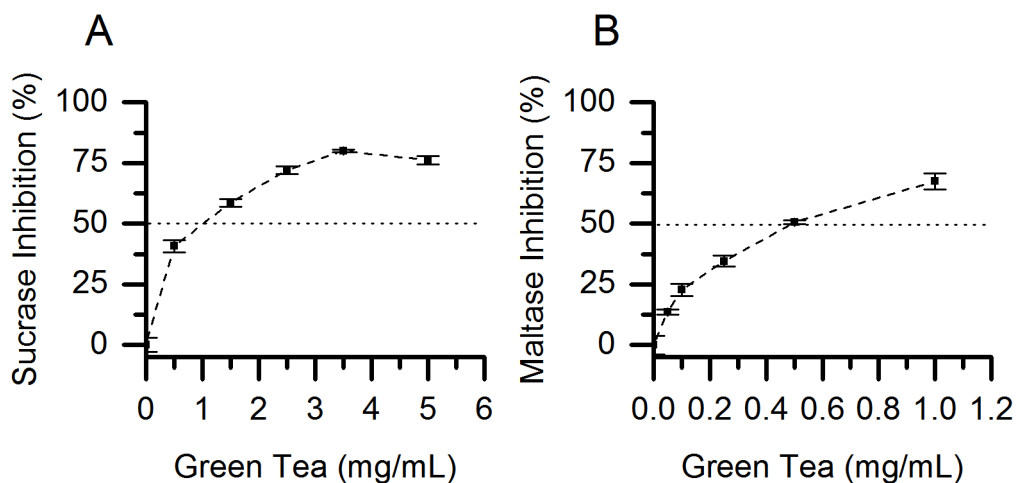 A
Sucrase Inhibition (%)
100
75
50
25
0
0 1 2 3 4 5 6
Green Tea (mg/mL)
B
Maltase Inhibition (%)
100
75
50
25
0
0.0 0.2 0.4 0.6 0.8 1.0 1.2
Green Tea (mg/mL)